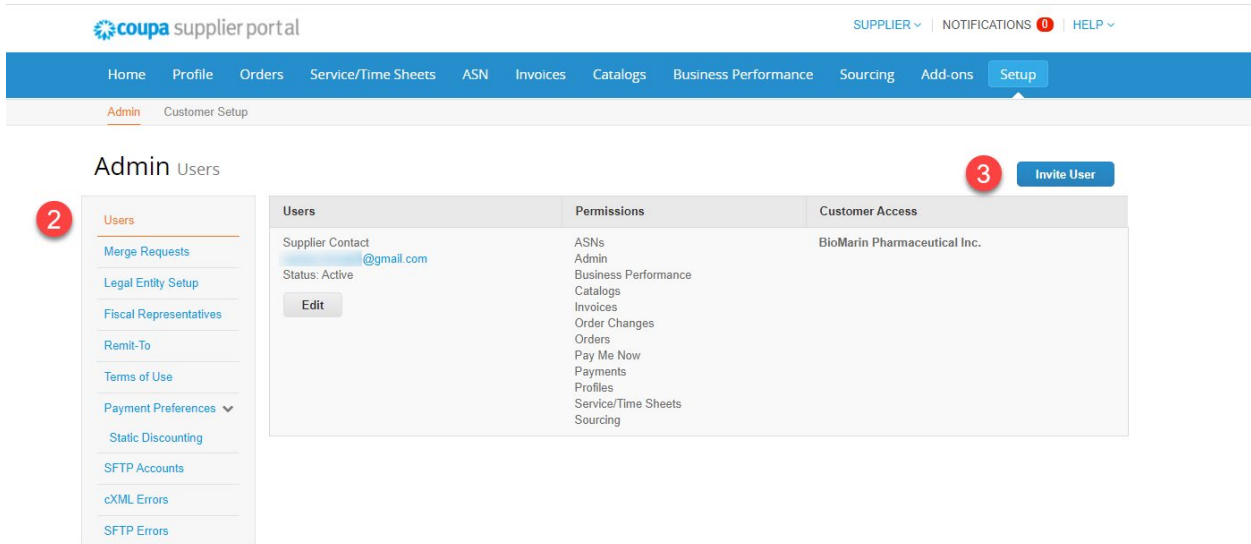 coupa supplier portal
SUPPLIER NOTIFICATIONS 0 HELP
Home Profile Orders Service/Time Sheets ASN Invoices Catalogs Business Performance Sourcing Add-ons Setup
Admin Customer Setup
Admin Users
3 Invite User
2
Users
Merge Requests
Legal Entity Setup
Fiscal Representatives
Remit-To
Terms of Use
Payment Preferences
Static Discounting
SFTP Accounts
cXML Errors
SFTP Errors
Users Permissions Customer Access
Supplier Contact
@gmail.com
Status: Active
Edit
ASNs
Admin
Business Performance
Catalogs
Invoices
Order Changes
Orders
Pay Me Now
Payments
Profiles
Service/Time Sheets
Sourcing
BioMarin Pharmaceutical Inc.